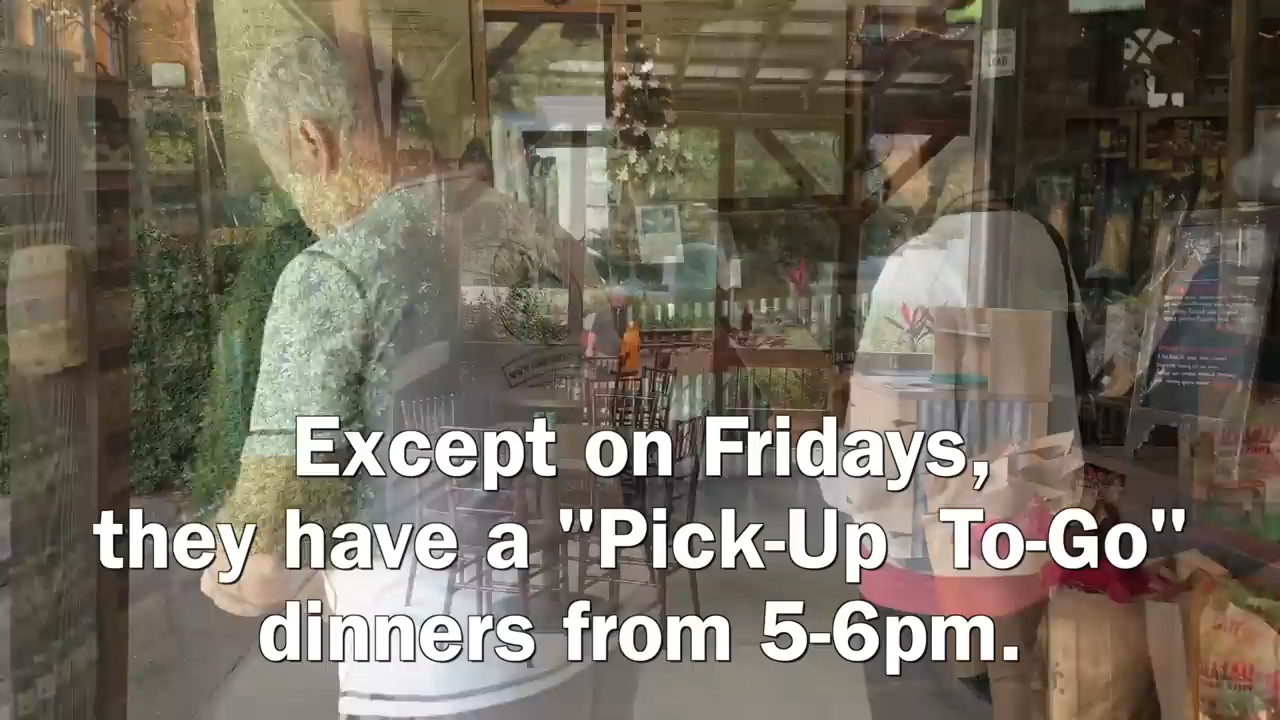 Except on Fridays,
they have a "Pick-Up To-Go"
dinners from 5-6pm.